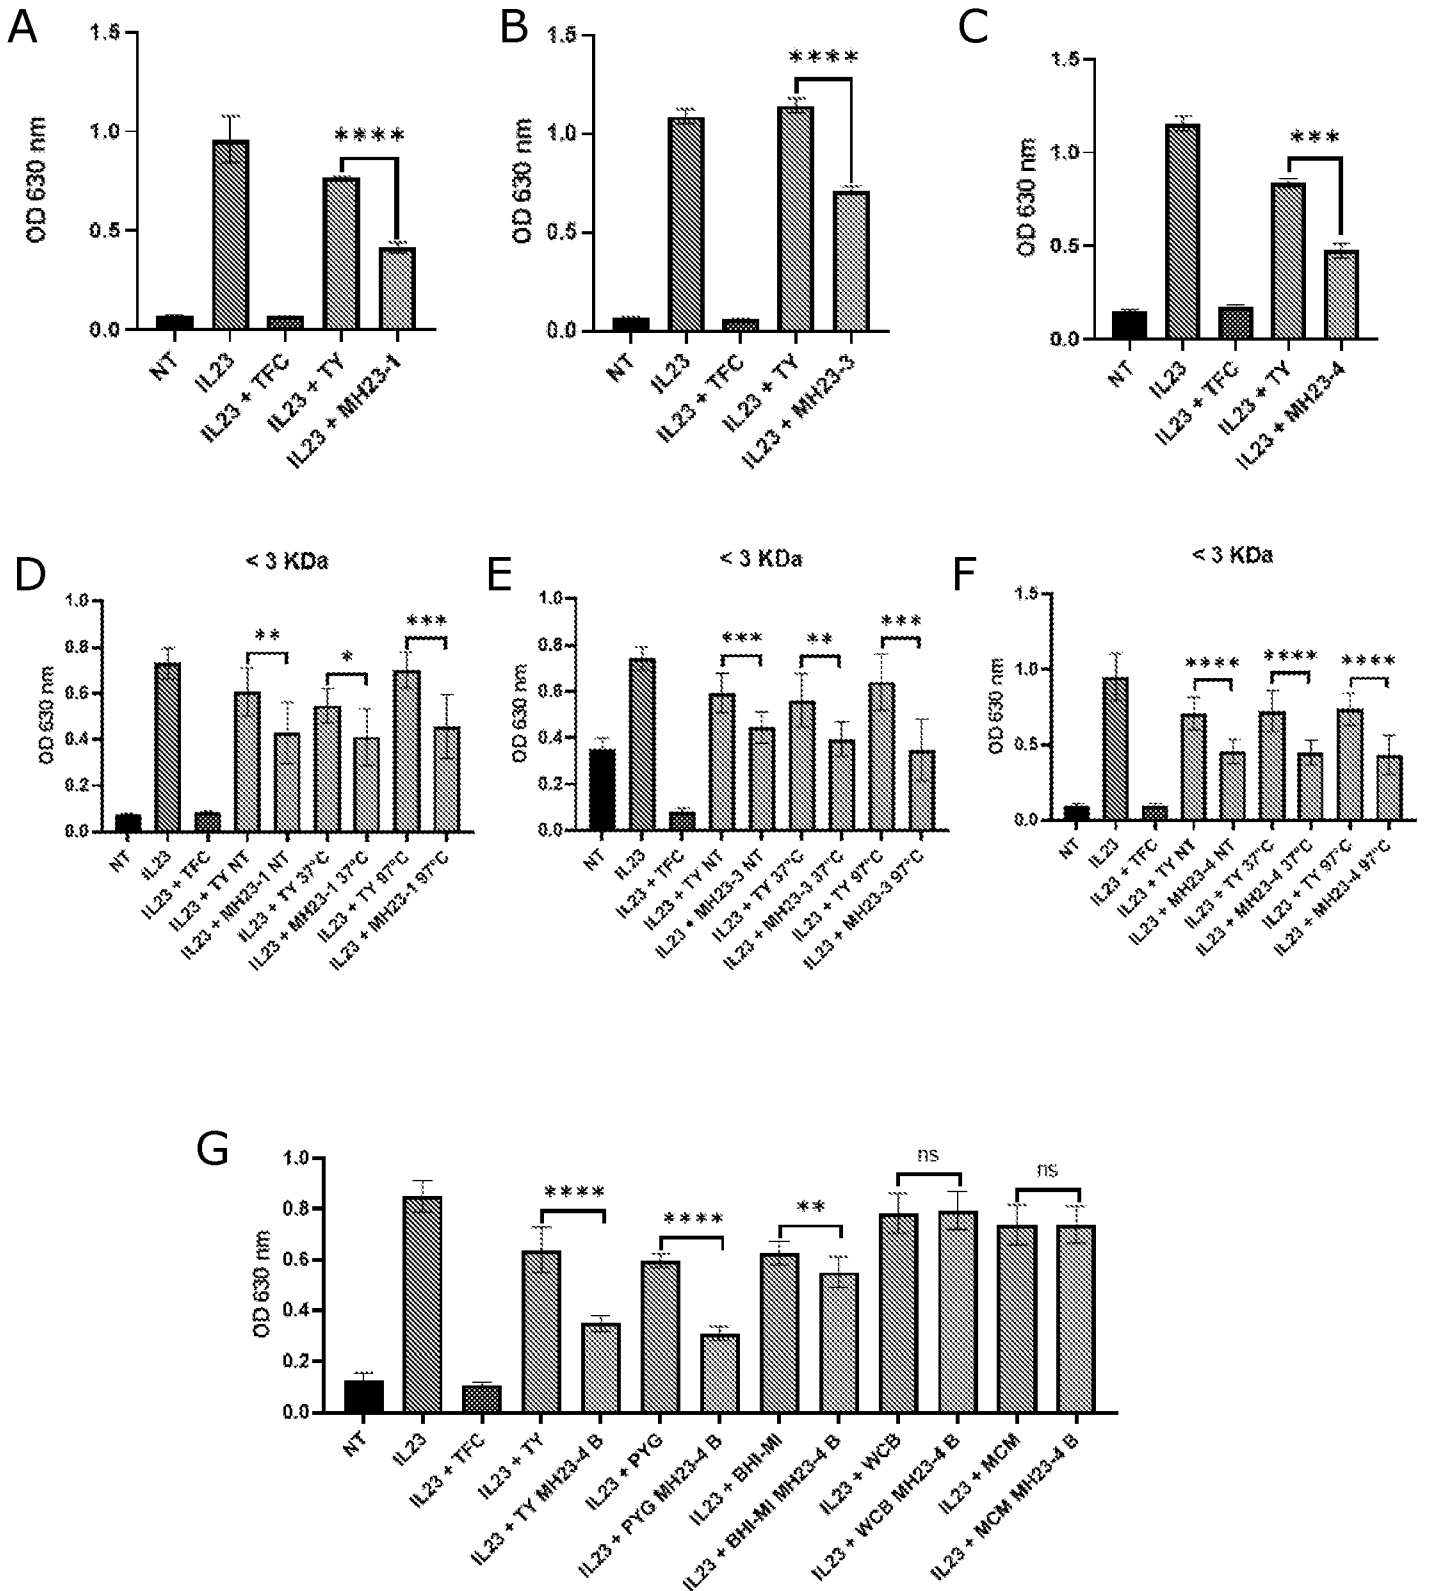 A
1.5
1.0
0.5
0.0
OD 630 nm
****
NT
IL23
IL23 + TFC
IL23 + TY
IL23 + MH23-1
B
1.5
1.0
0.5
0.0
OD 630 nm
****
NT
IL23
IL23 + TFC
IL23 + TY
IL23 + MH23-3
C
1.5
1.0
0.5
0.0
OD 630 nm
***
NT
IL23
IL23 + TFC
IL23 + TY
IL23 + MH23-4
D
< 3 KDa
1.0
0.8
0.6
0.4
0.2
0.0
OD 630 nm
**
*
***
NT
IL23
IL23 + TFC
IL23 + TY NT
IL23 + MH23-1 NT
IL23 + TY 37°C
IL23 + MH23-1 37°C
IL23 + TY 97°C
IL23 + MH23-1 97°C
E
< 3 KDa
1.0
0.8
0.6
0.4
0.2
0.0
OD 630 nm
***
**
***
NT
IL23
IL23 + TFC
IL23 + TY NT
IL23 + MH23-3 NT
IL23 + TY 37°C
IL23 + MH23-3 37°C
IL23 + TY 97°C
IL23 + MH23-3 97°C
F
< 3 KDa
1.5
1.0
0.5
0.0
OD 630 nm
****
****
****
NT
IL23
IL23 + TFC
IL23 + TY NT
IL23 + MH23-4 NT
IL23 + TY 37°C
IL23 + MH23-4 37°C
IL23 + TY 97°C
IL23 + MH23-4 97°C
G
1.0
0.8
0.6
0.4
0.2
0.0
OD 630 nm
****
****
**
ns
ns
NT
IL23
IL23 + TFC
IL23 + TY
IL23 + TY MH23-4 B
IL23 + PYG
IL23 + PYG MH23-4 B
IL23 + BHI-MI
IL23 + BHI-MI MH23-4 B
IL23 + WCB
IL23 + WCB MH23-4 B
IL23 + MCM
IL23 + MCM MH23-4 B